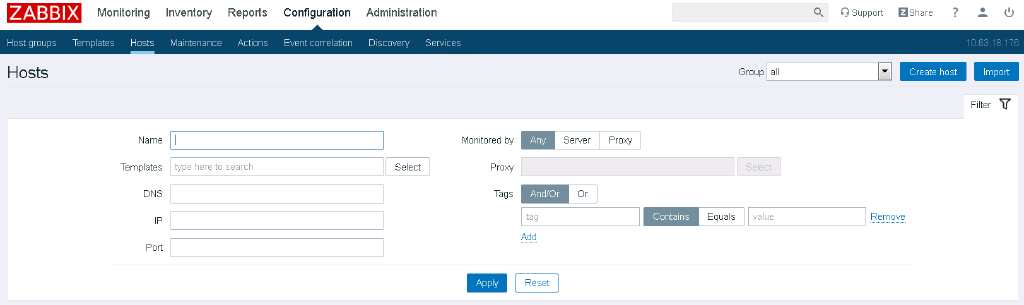 ZABBIX Monitoring Inventory Reports Configuration Administration Support Z Share ?
Host groups Templates Hosts Maintenance Actions Event correlation Discovery Services 10.63.18.176
Hosts Group all Create host Import
Filter
Name Monitored by Any Server Proxy
Templates type here to search Select Proxy Select
DNS Tags And/Or Or
IP tag Contains Equals value Remove
Add
Port
Apply Reset